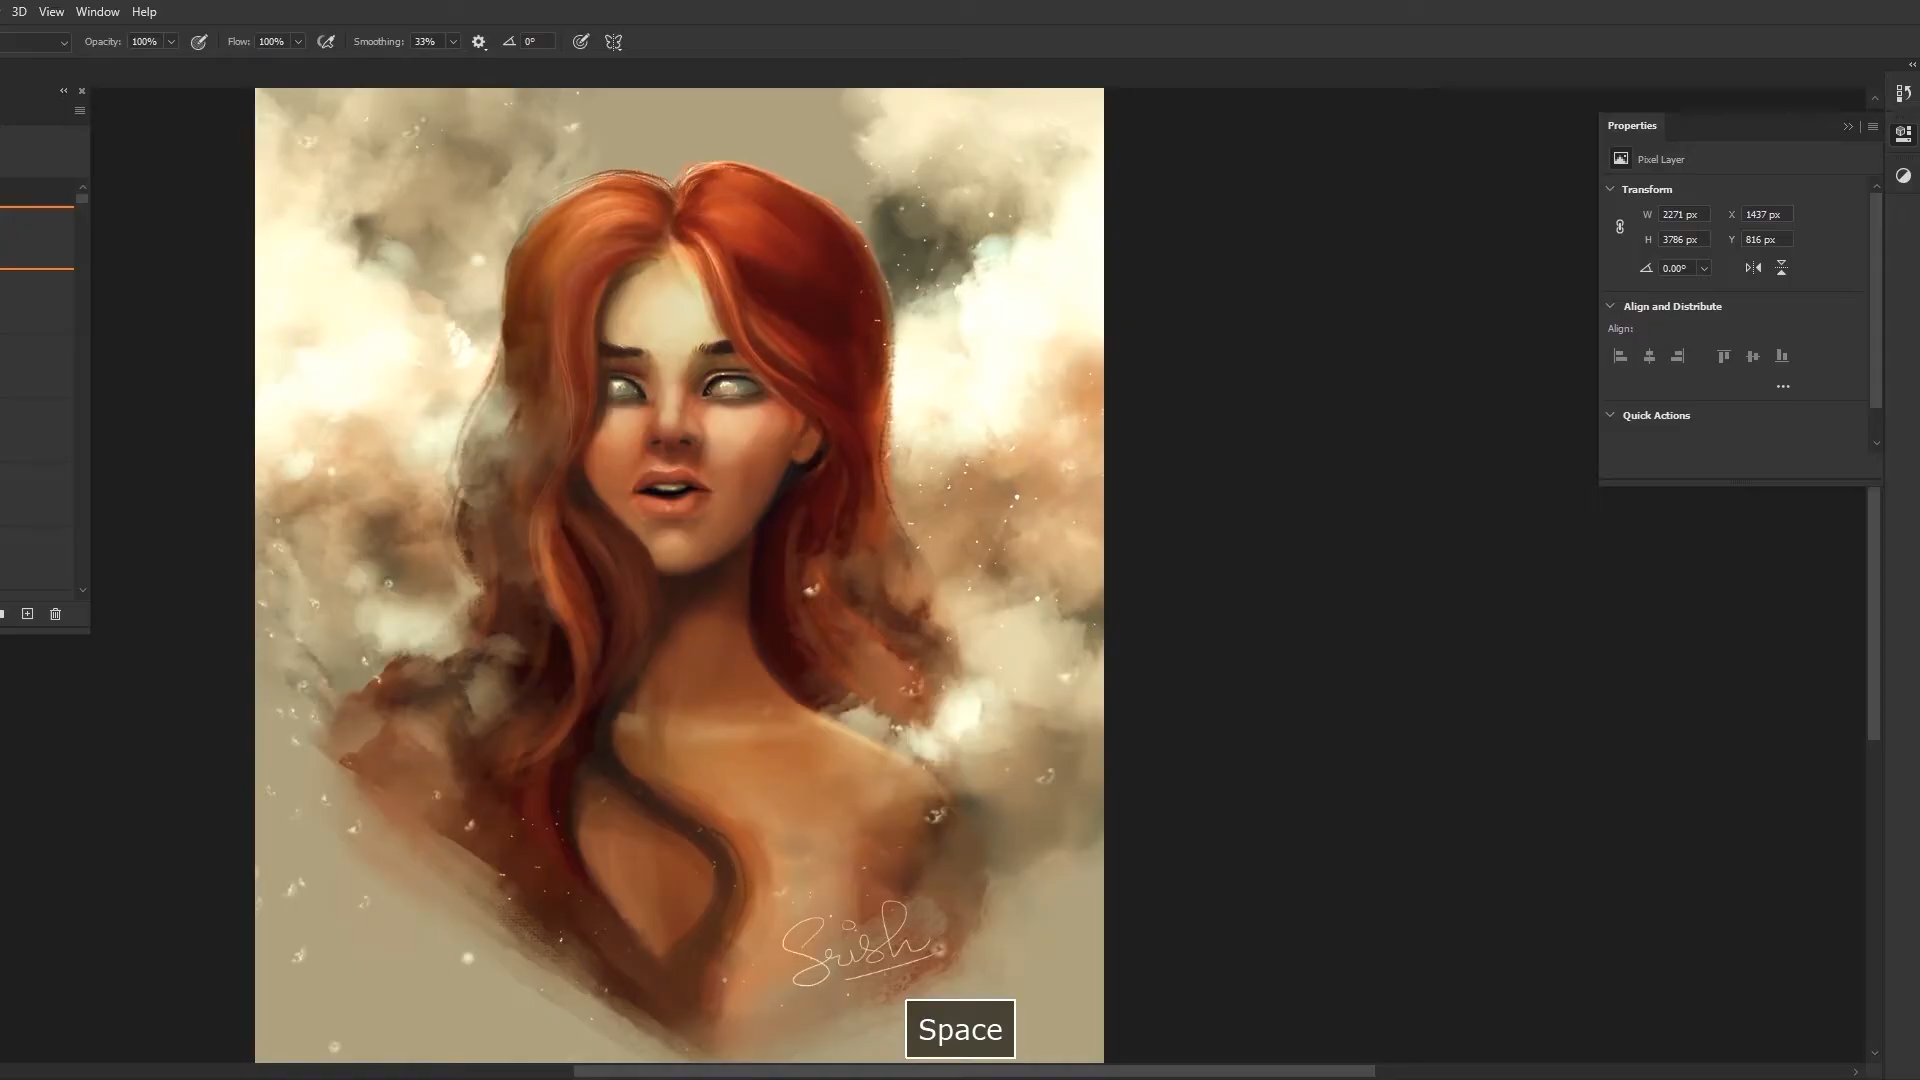 3D View Window Help
Opacity: 100% Flow: 100% Smoothing: 33% 0°
Properties
Pixel Layer
Transform
W 2271 px X 1437 px
H 3786 px Y 816 px
0.00°
Align and Distribute
Align:
Quick Actions
Srish
Space